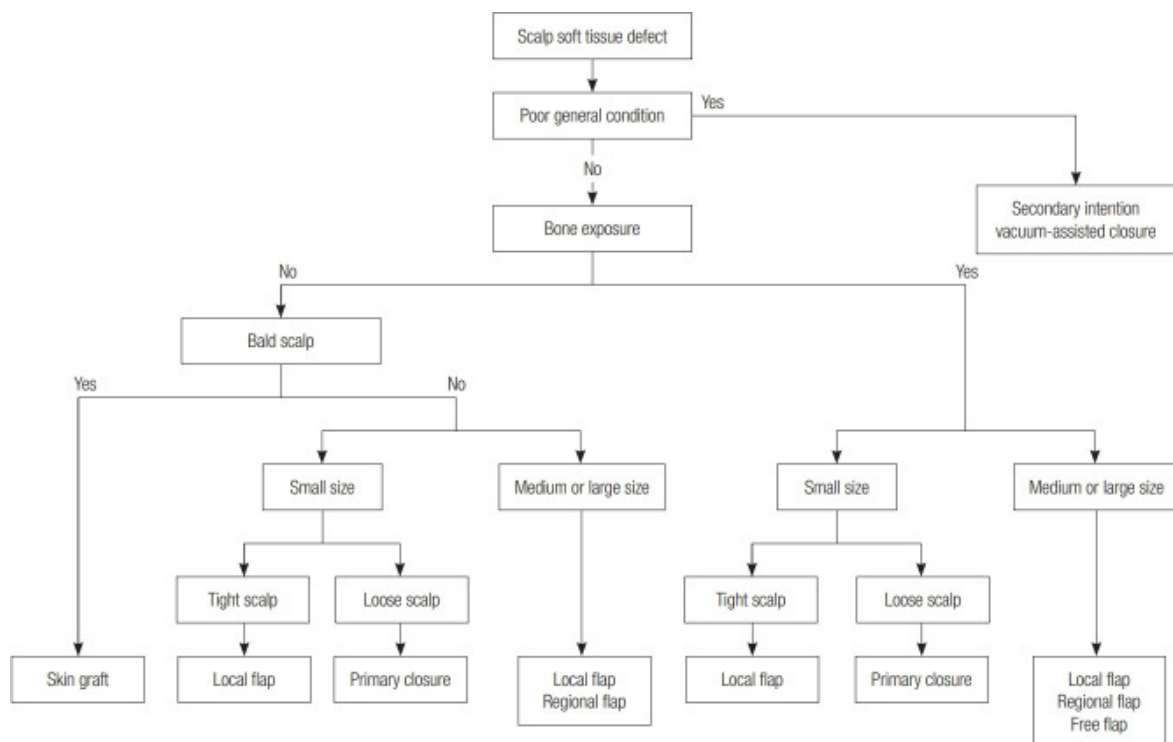 Scalp soft tissue defect
Poor general condition
Yes
No
Secondary intention
vacuum-assisted closure
Bone exposure
No
Yes
Bald scalp
Yes
No
Small size
Medium or large size
Small size
Medium or large size
Tight scalp
Loose scalp
Tight scalp
Loose scalp
Skin graft
Local flap
Primary closure
Local flap
Regional flap
Local flap
Primary closure
Local flap
Regional flap
Free flap